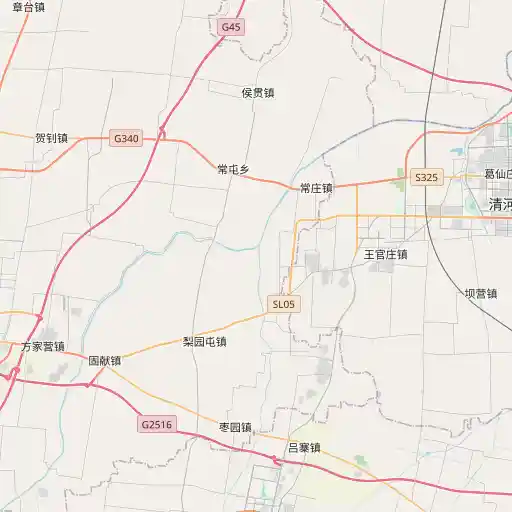 章台镇
G45
侯贯镇
贺钊镇
G340
常屯乡
S325
葛仙庄
常庄镇
清河
王官庄镇
坝营镇
SL05
方家营镇
梨园屯镇
固献镇
G2516
枣园镇
吕寨镇